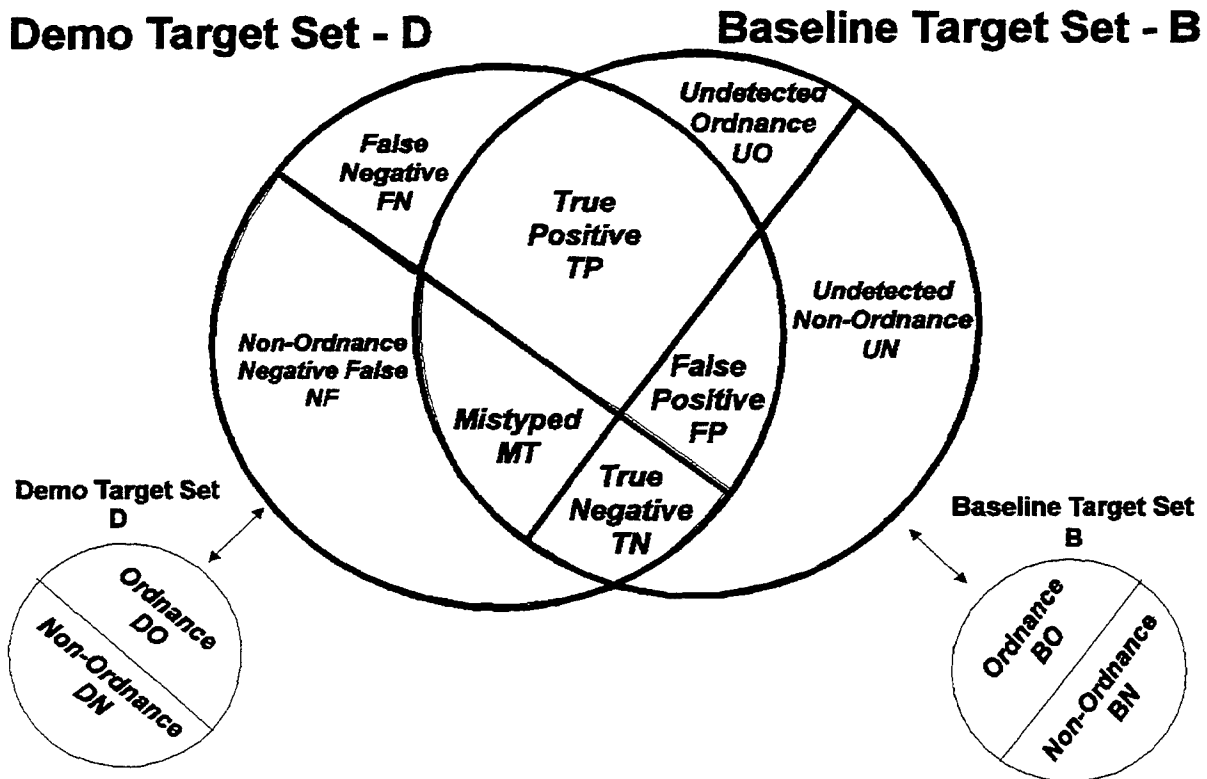 Demo Target Set - D
Baseline Target Set - B
Undetected
Ordnance
UO
False
Negative
FN
True
Positive
TP
Undetected
Non-Ordnance
UN
Non-Ordnance
Negative False
NF
False
Positive
FP
Mistyped
MT
True
Negative
TN
Demo Target Set
D
Ordnance
DO
Non-Ordnance
DN
Baseline Target Set
B
Ordnance
BO
Non-Ordnance
BN